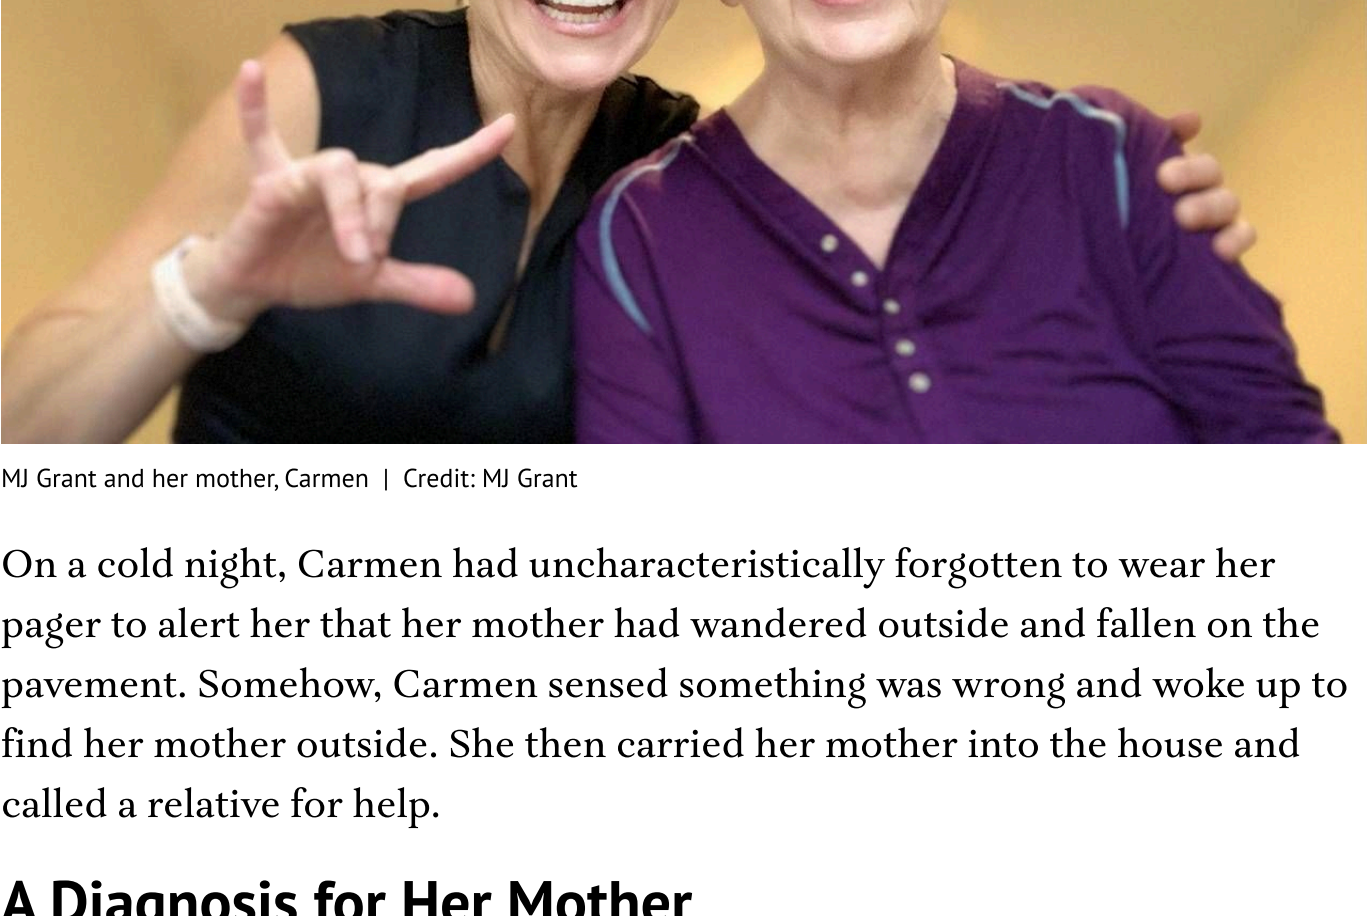 MJ Grant and her mother, Carmen | Credit: MJ Grant
On a cold night, Carmen had uncharacteristically forgotten to wear her
pager to alert her that her mother had wandered outside and fallen on the
pavement. Somehow, Carmen sensed something was wrong and woke up to
find her mother outside. She then carried her mother into the house and
called a relative for help.
A Diagnosis for Her Mother